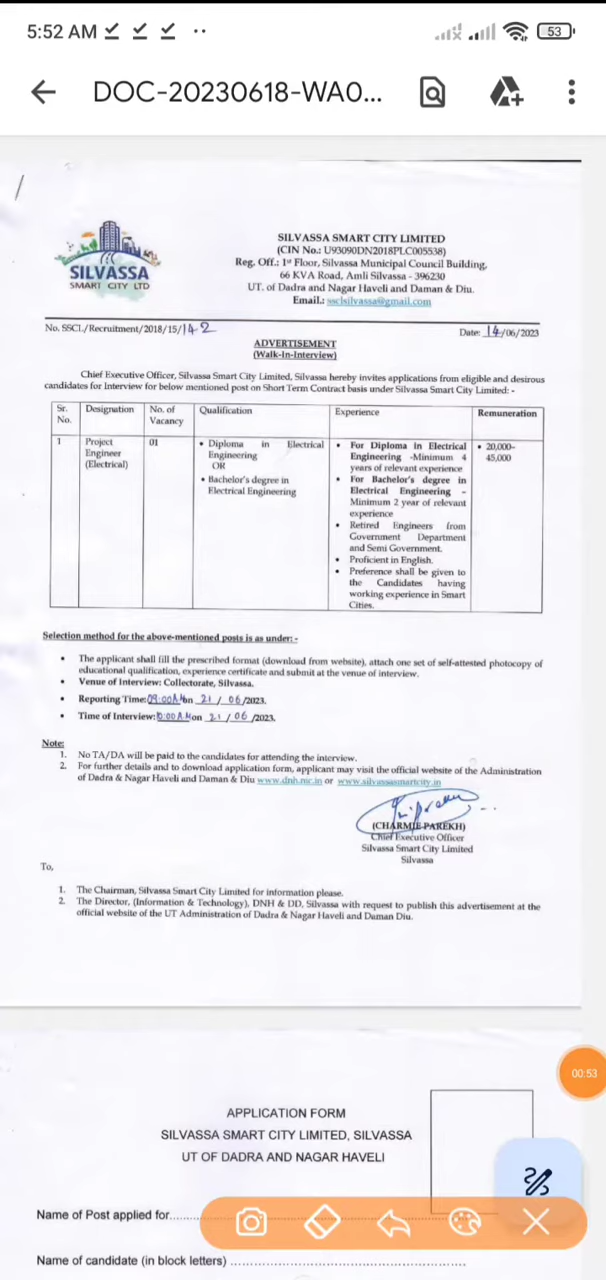 5:52 AM
53
DOC-20230618-WA0...
SILVASSA
SMART CITY LTD
SILVASSA SMART CITY LIMITED
(CIN No.: U93090DN2018PLC005538)
Reg. Off.: 1st Floor, Silvassa Municipal Council Building,
66 KVA Road, Amli Silvassa - 396230
UT. of Dadra and Nagar Haveli and Daman & Diu.
Email.: ssclsilvassa@gmail.com
No. SSCL/Recruitment/2018/15/142
Date: 14/06/2023
ADVERTISEMENT
(Walk-In-Interview)
Chief Executive Officer, Silvassa Smart City Limited, Silvassa hereby invites applications from eligible and desirous
candidates for Interview for below mentioned post on Short Term Contract basis under Silvassa Smart City Limited: -
Sr. No. Designation No. of Vacancy Qualification Experience Remuneration
1 Project Engineer (Electrical) 01
• Diploma in Electrical
Engineering
OR
• Bachelor's degree in
Electrical Engineering
• For Diploma in Electrical
Engineering -Minimum 4
years of relevant experience
• For Bachelor's degree in
Electrical Engineering -
Minimum 2 year of relevant
experience
• Retired Engineers from
Government Department
and Semi Government.
• Proficient in English.
• Preference shall be given to
the Candidates having
working experience in Smart
Cities.
• 20,000-
45,000
Selection method for the above-mentioned posts is as under: -
• The applicant shall fill the prescribed format (download from website), attach one set of self-attested photocopy of
educational qualification, experience certificate and submit at the venue of interview.
• Venue of Interview: Collectorate, Silvassa.
• Reporting Time: 09:00AM on 21 / 06 /2023.
• Time of Interview: 10:00 A.M on 21 / 06 /2023.
Note:
1. No TA/DA will be paid to the candidates for attending the interview.
2. For further details and to download application form, applicant may visit the official website of the Administration
of Dadra & Nagar Haveli and Daman & Diu www.dnh.nic.in or www.silvassasmartcity.in
(CHARMIE PAREKH)
Chief Executive Officer
Silvassa Smart City Limited
Silvassa
To,
1. The Chairman, Silvassa Smart City Limited for information please.
2. The Director, (Information & Technology), DNH & DD, Silvassa with request to publish this advertisement at the
official website of the UT Administration of Dadra & Nagar Haveli and Daman Diu.
00:53
APPLICATION FORM
SILVASSA SMART CITY LIMITED, SILVASSA
UT OF DADRA AND NAGAR HAVELI
Name of Post applied for.........
Name of candidate (in block letters) ............................................................